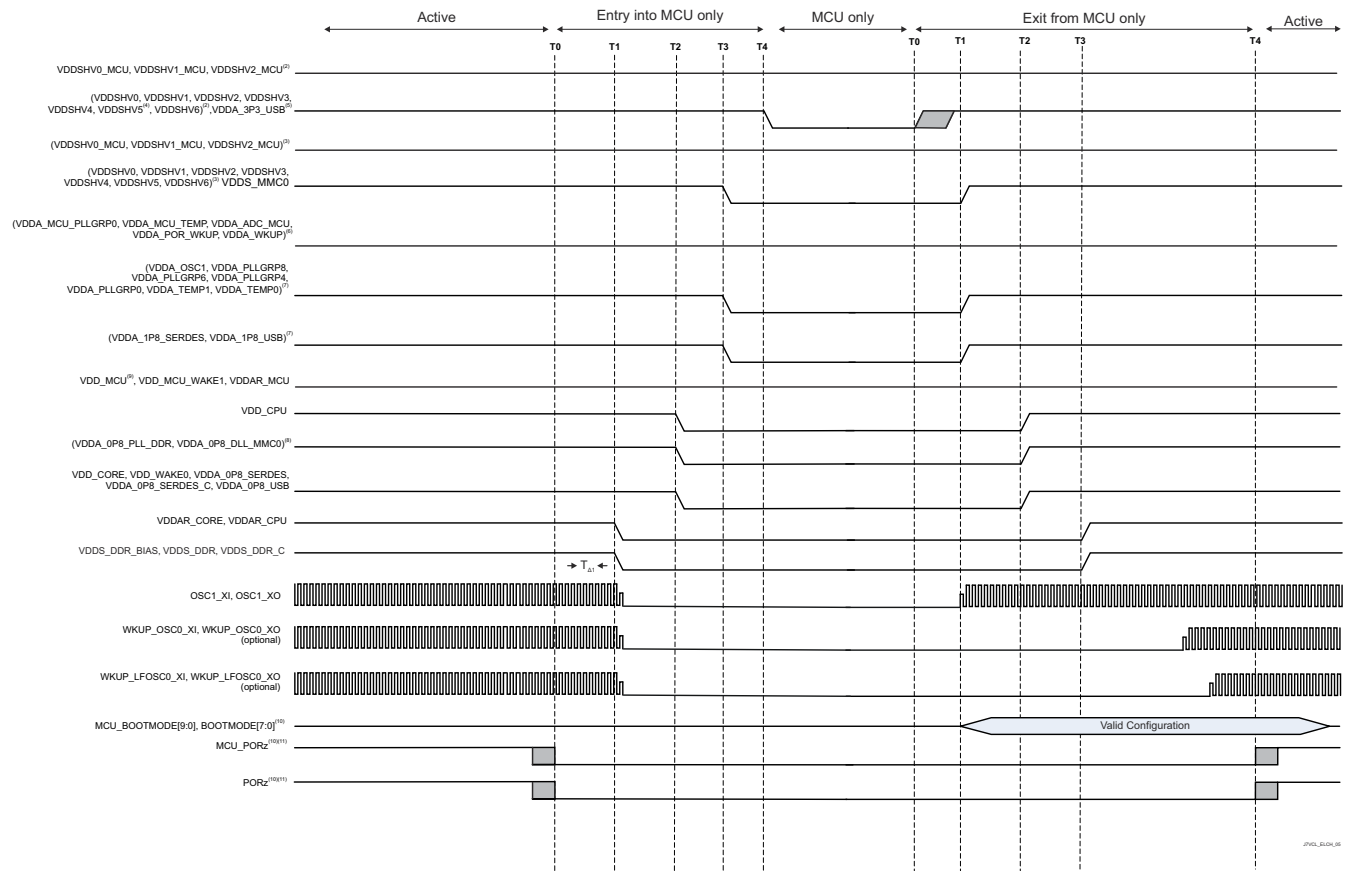 Active
Entry into MCU only
MCU only
Exit from MCU only
Active
T0
T1
T2
T3
T4
T0
T1
T2
T3
T4
VDDSHV0_MCU, VDDSHV1_MCU, VDDSHV2_MCU(2)
(VDDSHV0, VDDSHV1, VDDSHV2, VDDSHV3,
VDDSHV4, VDDSHV5(4), VDDSHV6)(2),VDDA_3P3_USB(5)
(VDDSHV0_MCU, VDDSHV1_MCU, VDDSHV2_MCU)(3)
(VDDSHV0, VDDSHV1, VDDSHV2, VDDSHV3,
VDDSHV4, VDDSHV5, VDDSHV6)(3) VDDS_MMC0
(VDDA_MCU_PLLGRP0, VDDA_MCU_TEMP, VDDA_ADC_MCU,
VDDA_POR_WKUP, VDDA_WKUP)(6)
(VDDA_OSC1, VDDA_PLLGRP8,
VDDA_PLLGRP6, VDDA_PLLGRP4,
VDDA_PLLGRP0, VDDA_TEMP1, VDDA_TEMP0)(7)
(VDDA_1P8_SERDES, VDDA_1P8_USB)(7)
VDD_MCU(9), VDD_MCU_WAKE1, VDDAR_MCU
VDD_CPU
(VDDA_0P8_PLL_DDR, VDDA_0P8_DLL_MMC0)(8)
VDD_CORE, VDD_WAKE0, VDDA_0P8_SERDES,
VDDA_0P8_SERDES_C, VDDA_0P8_USB
VDDAR_CORE, VDDAR_CPU
VDDS_DDR_BIAS, VDDS_DDR, VDDS_DDR_C
TΔ1
OSC1_XI, OSC1_XO
WKUP_OSC0_XI, WKUP_OSC0_XO
(optional)
WKUP_LFOSC0_XI, WKUP_LFOSC0_XO
(optional)
MCU_BOOTMODE[9:0], BOOTMODE[7:0](10)
Valid Configuration
MCU_PORz(10)(11)
PORz(10)(11)
J7VCL_ELCH_05